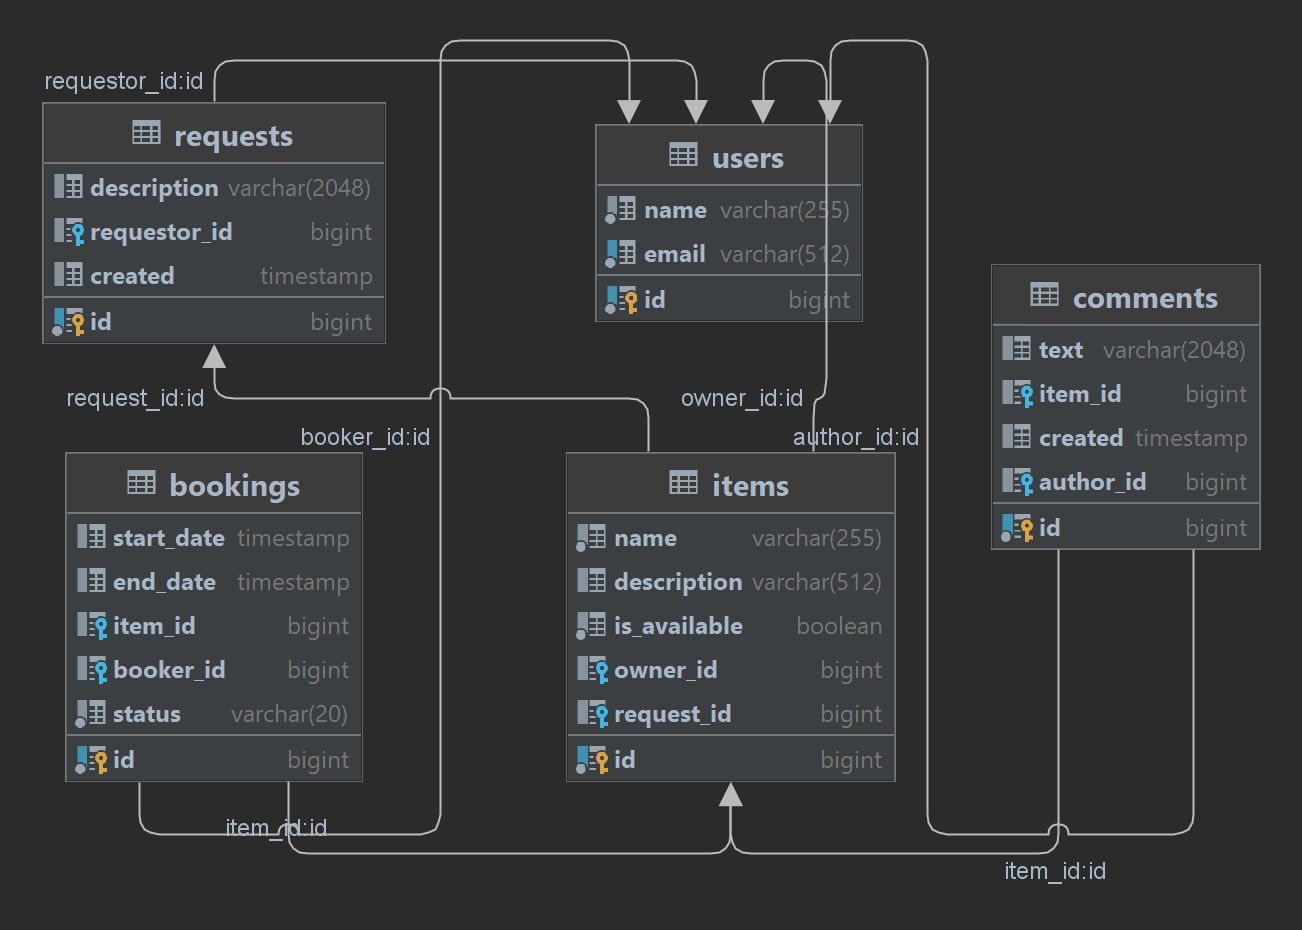 requestor_id:id
requests
description varchar(2048)
requestor_id bigint
created timestamp
id bigint
users
name varchar(255)
email varchar(512)
id bigint
comments
text varchar(2048)
item_id bigint
created timestamp
author_id bigint
id bigint
request_id:id
owner_id:id
booker_id:id
author_id:id
bookings
start_date timestamp
end_date timestamp
item_id bigint
booker_id bigint
status varchar(20)
id bigint
items
name varchar(255)
description varchar(512)
is_available boolean
owner_id bigint
request_id bigint
id bigint
item_id:id
item_id:id